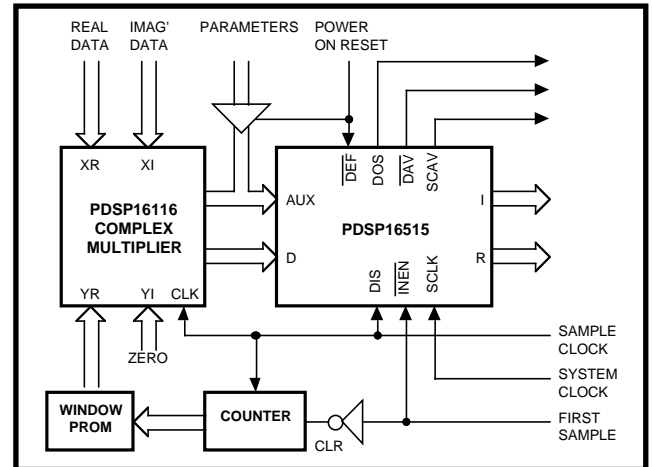 REAL DATA
IMAG' DATA
PARAMETERS
POWER ON RESET
XR
XI
DEF
DOS
DAV
SCAV
PDSP16116
COMPLEX
MULTIPLIER
AUX
I
PDSP16515
D
R
YR
YI
CLK
DIS
INEN
SCLK
ZERO
SAMPLE
CLOCK
SYSTEM
CLOCK
WINDOW
PROM
COUNTER
CLR
FIRST
SAMPLE